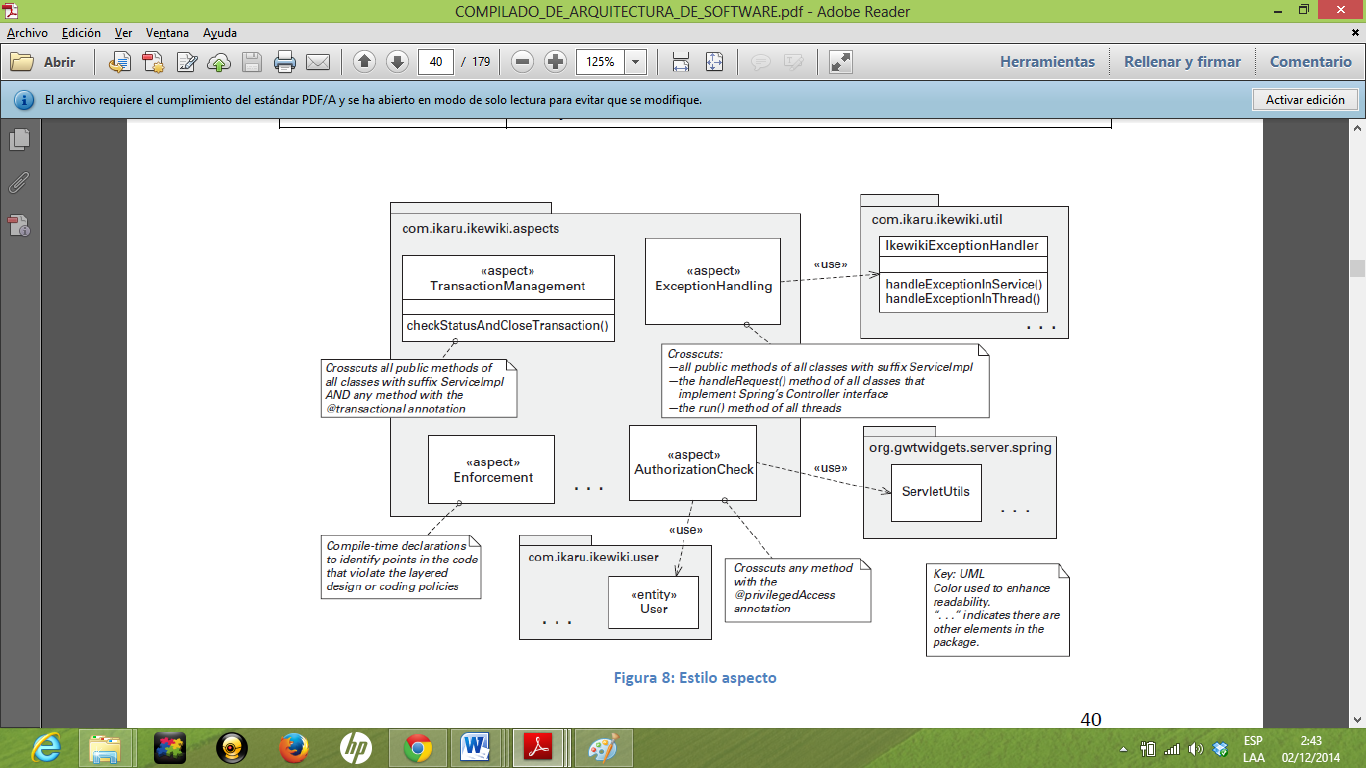 COMPILADO_DE_ARQUITECTURA_DE_SOFTWARE.pdf - Adobe Reader
Archivo Edición Ver Ventana Ayuda
Abrir 40 / 179 125% Herramientas Rellenar y firmar Comentario
El archivo requiere el cumplimiento del estándar PDF/A y se ha abierto en modo de solo lectura para evitar que se modifique. Activar edición
com.ikaru.ikewiki.aspects
«aspect»
TransactionManagement
checkStatusAndCloseTransaction()
«aspect»
ExceptionHandling
«use»
com.ikaru.ikewiki.util
IkewikiExceptionHandler
handleExceptionInService()
handleExceptionInThread()
. . .
Crosscuts all public methods of
all classes with suffix ServiceImpl
AND any method with the
@transactional annotation
Crosscuts:
—all public methods of all classes with suffix ServiceImpl
—the handleRequest() method of all classes that
implement Spring's Controller interface
—the run() method of all threads
«aspect»
Enforcement
. . .
«aspect»
AuthorizationCheck
«use»
org.gwtwidgets.server.spring
ServletUtils
. . .
«use»
Compile-time declarations
to identify points in the code
that violate the layered
design or coding policies
com.ikaru.ikewiki.user
«entity»
User
. . .
Crosscuts any method
with the
@privilegedAccess
annotation
Key: UML
Color used to enhance
readability.
“. . .” indicates there are
other elements in the
package.
Figura 8: Estilo aspecto
40
hp
ESP
LAA
2:43
02/12/2014